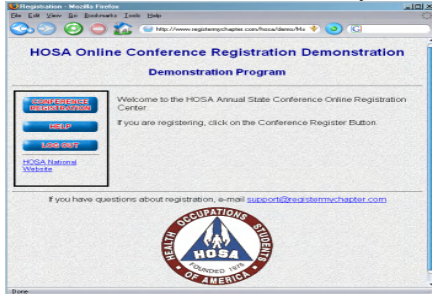 Registration - Mozilla Firefox
File Edit View Go Bookmarks Tools Help
http://www.registermychapter.com/hosa/demo/Ma
HOSA Online Conference Registration Demonstration
Demonstration Program
CONFERENCE
REGISTRATION
Welcome to the HOSA Annual State Conference Online Registration
Center.
HELP
If you are registering, click on the Conference Register Button.
LOG OUT
HOSA National
Website
If you have questions about registration, e-mail support@registermychapter.com
HEALTH OCCUPATIONS STUDENTS
HOSA
FOUNDED 1976
OF AMERICA
Done